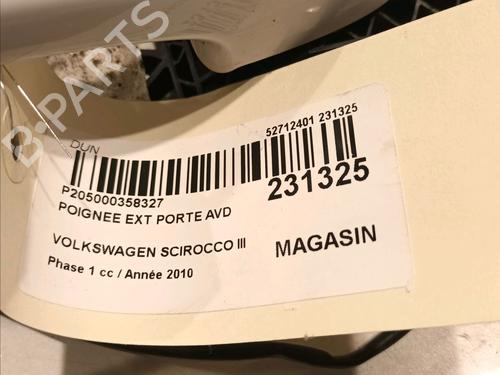 B-PARTS
DUN
52712401 231325
P205000358327
231325
POIGNEE EXT PORTE AVD
VOLKSWAGEN SCIROCCO III
MAGASIN
Phase 1 cc / Année 2010